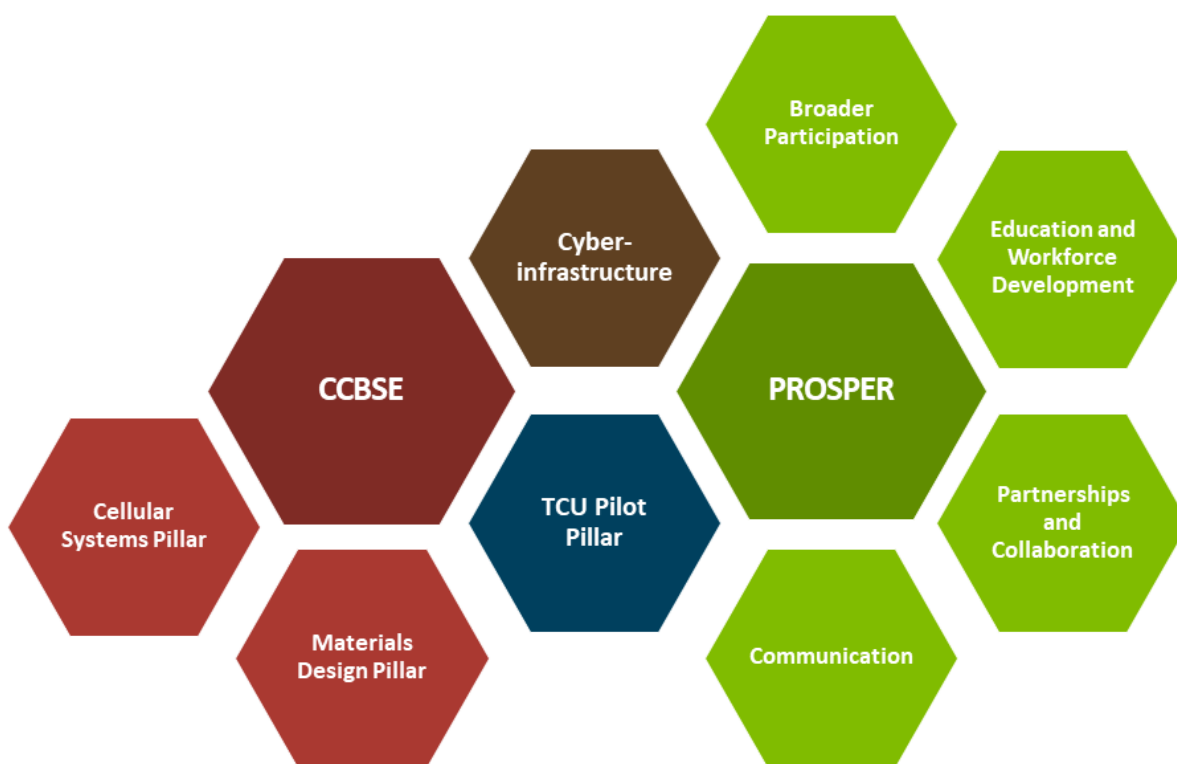 Broader
Participation
Cyber-
infrastructure
Education and
Workforce
Development
CCBSE
PROSPER
Cellular
Systems Pillar
TCU Pilot
Pillar
Partnerships
and
Collaboration
Materials
Design Pillar
Communication